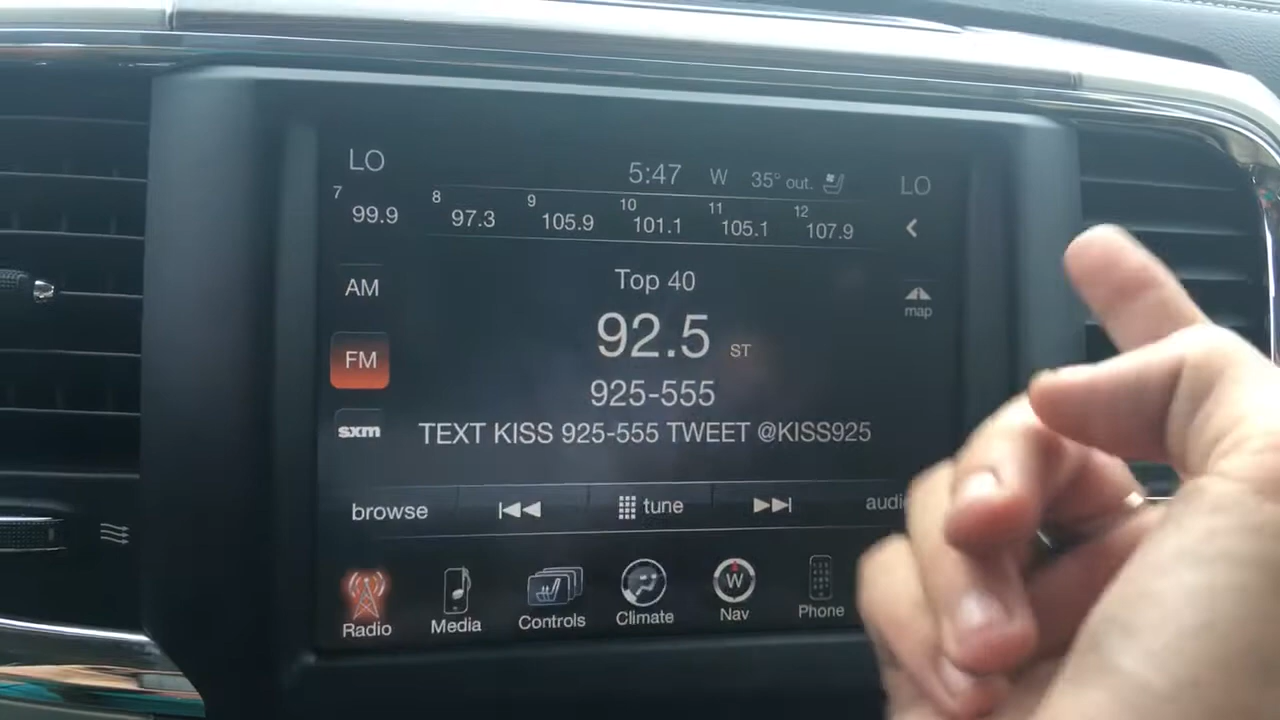 LO 5:47 W 35° out. LO
7 99.9 8 97.3 9 105.9 10 101.1 11 105.1 12 107.9
AM
Top 40
map
FM
92.5 ST
925-555
sxm
TEXT KISS 925-555 TWEET @KISS925
browse tune audio
W
Radio Media Controls Climate Nav Phone